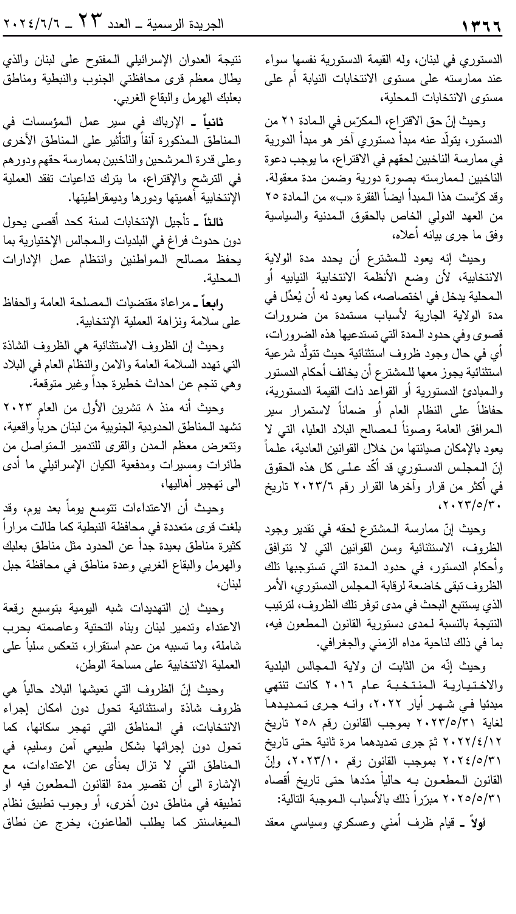 ١٣٦٦
الجريدة الرسمية ــ العدد ٢٣ ــ ٢٠٢٤/٦/٦
الدستوري في لبنان، وله القيمة الدستورية نفسها سواء
عند ممارسته على مستوى الانتخابات النيابة أم على
مستوى الانتخابات المحلية،
وحيث إنّ حق الاقتراع، المكرّس في المادة ٢١ من
الدستور، يتولّد عنه مبدأ دستوري آخر هو مبدأ الدورية
في ممارسة الناخبين لحقهم في الاقتراع، ما يوجب دعوة
الناخبين لممارسته بصورة دورية وضمن مدة معقولة.
وقد كرّست هذا المبدأ ايضاً الفقرة «ب» من المادة ٢٥
من العهد الدولي الخاص بالحقوق المدنية والسياسية
وفق ما جرى بيانه أعلاه،
وحيث إنه يعود للمشترع أن يحدد مدة الولاية
الانتخابية، لأن وضع الأنظمة الانتخابية النيابيه أو
المحلية يدخل في اختصاصه، كما يعود له أن يُعدّل في
مدة الولاية الجارية لأسباب مستمدة من ضرورات
قصوى وفي حدود المدة التي تستدعيها هذه الضرورات،
أي في حال وجود ظروف استثنائية حيث تتولّد شرعية
استثنائية يجوز معها للمشترع أن يخالف أحكام الدستور
والمبادئ الدستورية أو القواعد ذات القيمة الدستورية،
حفاظاً على النظام العام أو ضماناً لاستمرار سير
المرافق العامة وصوناً لمصالح البلاد العليا، التي لا
يعود بالإمكان صيانتها من خلال القوانين العادية، علماً
إنّ المجلس الدستوري قد أكّد على كل هذه الحقوق
في أكثر من قرار وآخرها القرار رقم ٢٠٢٣/٦ تاريخ
٢٠٢٣/٥/٣٠،
وحيث إنّ ممارسة المشترع لحقه في تقدير وجود
الظروف، الاستثنائية وسن القوانين التي لا تتوافق
وأحكام الدستور، في حدود المدة التي تستوجبها تلك
الظروف تبقى خاضعة لرقابة المجلس الدستوري، الأمر
الذي يستتبع البحث في مدى توفر تلك الظروف، لترتيب
النتيجة بالنسبة لمدى دستورية القانون المطعون فيه،
بما في ذلك لناحية مداه الزمني والجغرافي.
وحيث إنّه من الثابت ان ولاية المجالس البلدية
والاختيارية المنتخبة عام ٢٠١٦ كانت تنتهي
مبدئيا في شهر أيار ٢٠٢٢، وانه جرى تمديدها
لغاية ٢٠٢٣/٥/٣١ بموجب القانون رقم ٢٥٨ تاريخ
٢٠٢٢/٤/١٢ ثمّ جرى تمديدهما مرة ثانية حتى تاريخ
٢٠٢٤/٥/٣١ بموجب القانون رقم ٢٠٢٣/١٠، وإنّ
القانون المطعون به حالياً مدّدها حتى تاريخ أقصاه
٢٠٢٥/٥/٣١ مبرّراً ذلك بالأسباب الموجبة التالية:
اولاً ــ قيام ظرف أمني وعسكري وسياسي معقد
نتيجة العدوان الإسرائيلي المفتوح على لبنان والذي
يطال معظم قرى محافظتي الجنوب والنبطية ومناطق
بعلبك الهرمل والبقاع الغربي.
ثانياً ــ الإرباك في سير عمل المؤسسات في
المناطق المذكورة آنفاً والتأثير على المناطق الأخرى
وعلى قدرة المرشحين والناخبين بممارسة حقهم ودورهم
في الترشح والإقتراع، ما يترك تداعيات تفقد العملية
الإنتخابية أهميتها ودورها وديمقراطيتها.
ثالثاً ــ تأجيل الإنتخابات لسنة كحد أقصى يحول
دون حدوث فراغ في البلديات والمجالس الإختيارية بما
يحفظ مصالح المواطنين وانتظام عمل الإدارات
المحلية.
رابعاً ــ مراعاة مقتضيات المصلحة العامة والحفاظ
على سلامة ونزاهة العملية الإنتخابية.
وحيث إن الظروف الاستثنائية هي الظروف الشاذة
التي تهدد السلامة العامة والامن والنظام العام في البلاد
وهي تنجم عن احداث خطيرة جداً وغير متوقعة.
وحيث أنه منذ ٨ تشرين الأول من العام ٢٠٢٣
تشهد المناطق الحدودية الجنوبية من لبنان حرباً واقعية،
وتتعرض معظم المدن والقرى للتدمير المتواصل من
طائرات ومسيرات ومدفعية الكيان الإسرائيلي ما أدى
الى تهجير أهاليها،
وحيث أن الاعتداءات تتوسع يوماً بعد يوم، وقد
بلغت قرى متعددة في محافظة النبطية كما طالت مراراً
كثيرة مناطق بعيدة جداً عن الحدود مثل مناطق بعلبك
والهرمل والبقاع الغربي وعدة مناطق في محافظة جبل
لبنان،
وحيث إن التهديدات شبه اليومية بتوسيع رقعة
الاعتداء وتدمير لبنان وبناه التحتية وعاصمته بحرب
شاملة، وما تسببه من عدم استقرار، تنعكس سلباً على
العملية الانتخابية على مساحة الوطن،
وحيث إنّ الظروف التي تعيشها البلاد حالياً هي
ظروف شاذة واستثنائية تحول دون امكان إجراء
الانتخابات، في المناطق التي تهجر سكانها، كما
تحول دون إجرائها بشكل طبيعي آمن وسليم، في
المناطق التي لا تزال بمنأى عن الاعتداءات، مع
الإشارة الى أن تقصير مدة القانون المطعون فيه او
تطبيقه في مناطق دون أخرى، أو وجوب تطبيق نظام
الميغاسنتر كما يطلب الطاعنون، يخرج عن نطاق